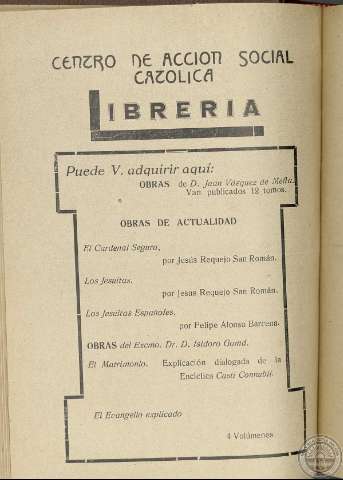 CENTRO DE ACCION SOCIAL
CATOLICA
LIBRERIA
Puede V. adquirir aquí:
OBRAS de D. Juan Vázquez de Mella.
Van publicados 12 tomos.
OBRAS DE ACTUALIDAD
El Cardenal Segura,
por Jesús Requejo San Román.
Los Jesuitas.
por Jesus Requejo San Román.
Los Jesuitas Españoles.
por Felipe Alonso Barcena.
OBRAS del Excmo. Dr. D. Isidoro Gomá.
El Matrimonio. Explicación dialogada de la
Encíclica Casti Connubii.
El Evangelio explicado
4 Volúmenes